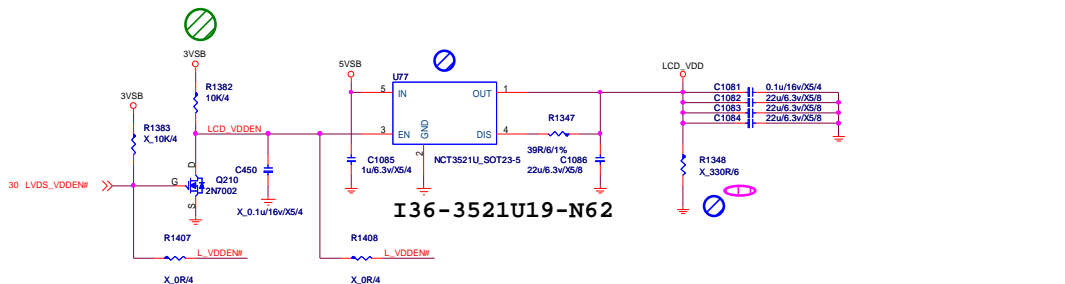 3VSB
R1382
10K/4
3VSB
R1383
X_10K/4
LCD_VDDEN
30 LVDS_VDDEN#
G
D
S
Q210
2N7002
C450
X_0.1u/16v/X5/4
R1407
L_VDDEN#
X_0R/4
R1408
L_VDDEN#
X_0R/4
5VSB
U77
5
IN
OUT
1
3
EN
DIS
4
GND
2
NCT3521U_SOT23-5
C1085
1u/6.3v/X5/4
R1347
39R/6/1%
C1086
22u/6.3v/X5/8
I36-3521U19-N62
LCD_VDD
C1081 0.1u/16v/X5/4
C1082 22u/6.3v/X5/8
C1083 22u/6.3v/X5/8
C1084 22u/6.3v/X5/8
R1348
X_330R/6